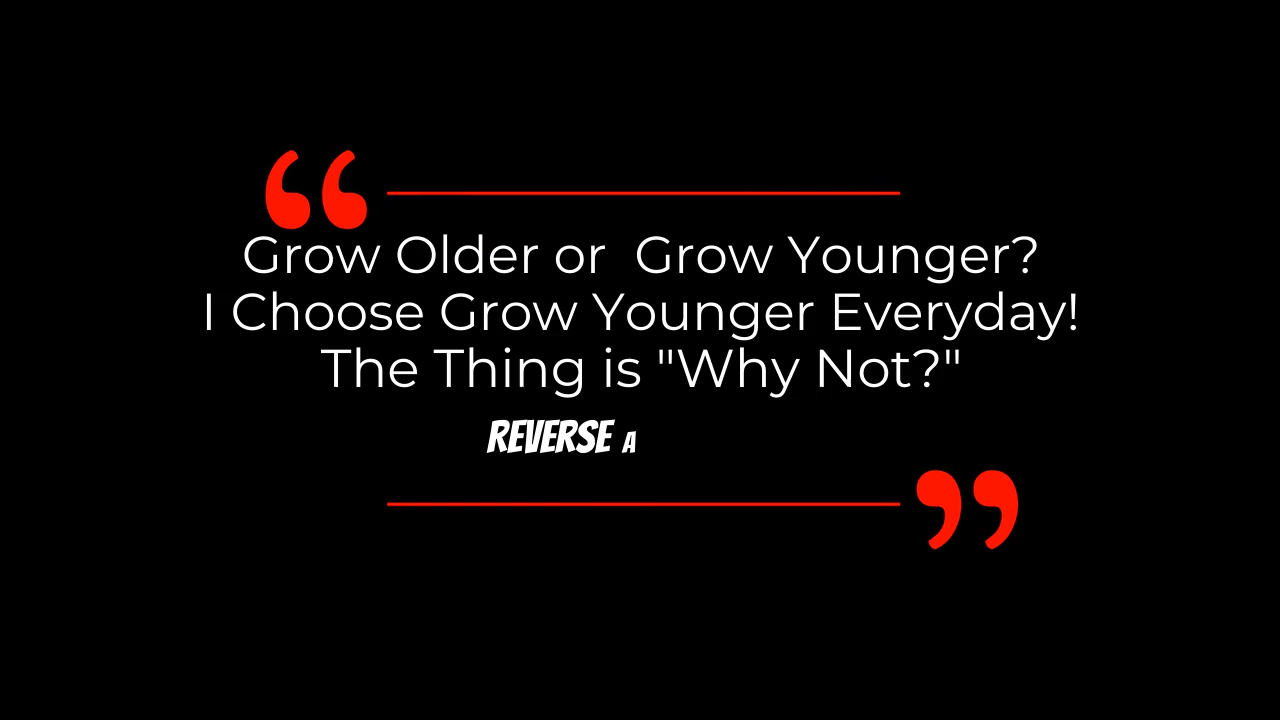 Grow Older or  Grow Younger?
I Choose Grow Younger Everyday!
The Thing is "Why Not?"
REVERSE A